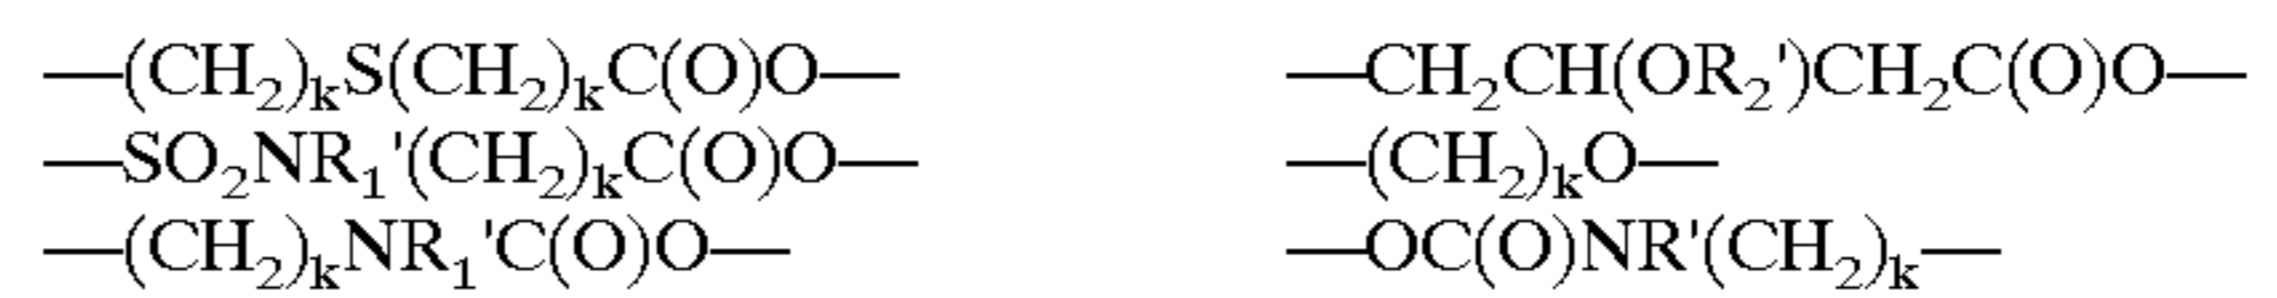 —(CH₂)ₖS(CH₂)ₖC(O)O— —CH₂CH(OR₂')CH₂C(O)O—
—SO₂NR₁'(CH₂)ₖC(O)O— —(CH₂)ₖO—
—(CH₂)ₖNR₁'C(O)O— —OC(O)NR'(CH₂)ₖ—